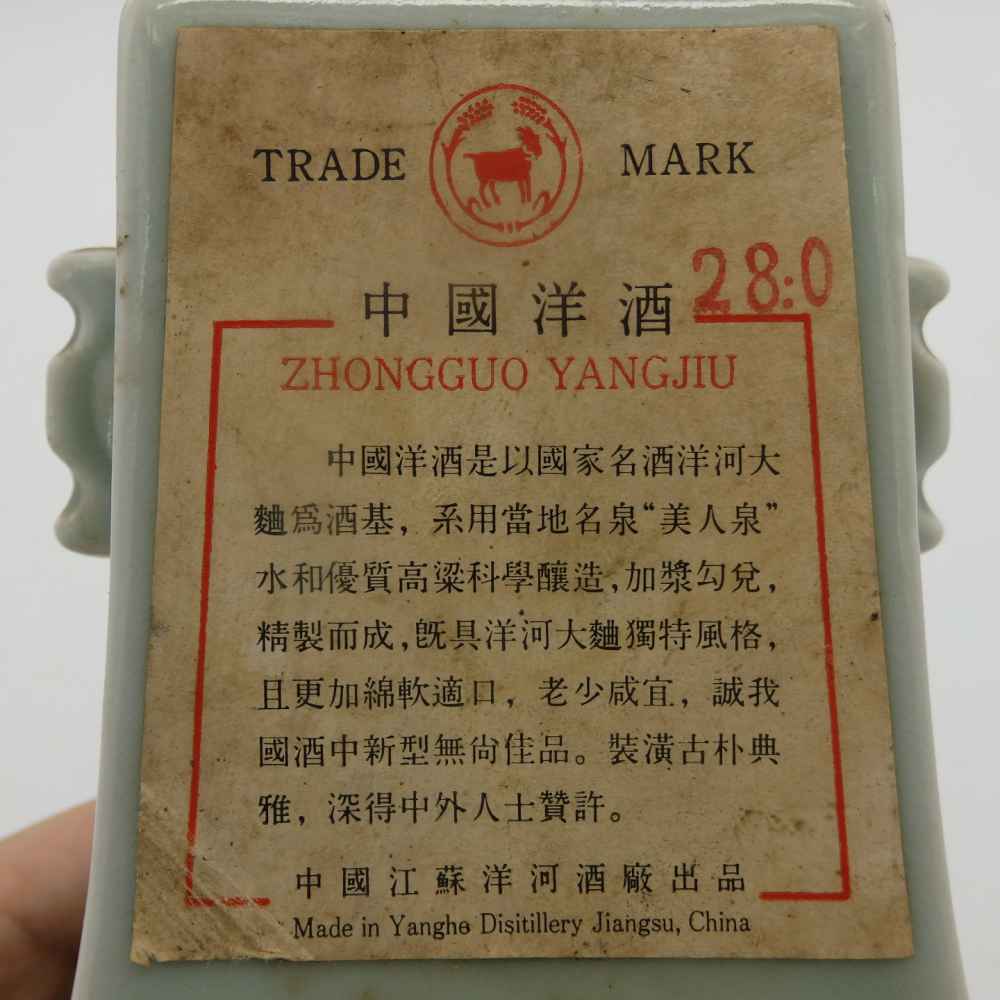 TRADE MARK
28:0
中國洋酒
ZHONGGUO YANGJIU
中國洋酒是以國家名酒洋河大
麯爲酒基，系用當地名泉“美人泉”
水和優質高粱科學釀造，加漿勾兌，
精製而成，旣具洋河大麯獨特風格，
且更加綿軟適口，老少咸宜，誠我
國酒中新型無尙佳品。裝潢古朴典
雅，深得中外人士贊許。
中國江蘇洋河酒廠出品
Made in Yanghe Disitillery Jiangsu, China